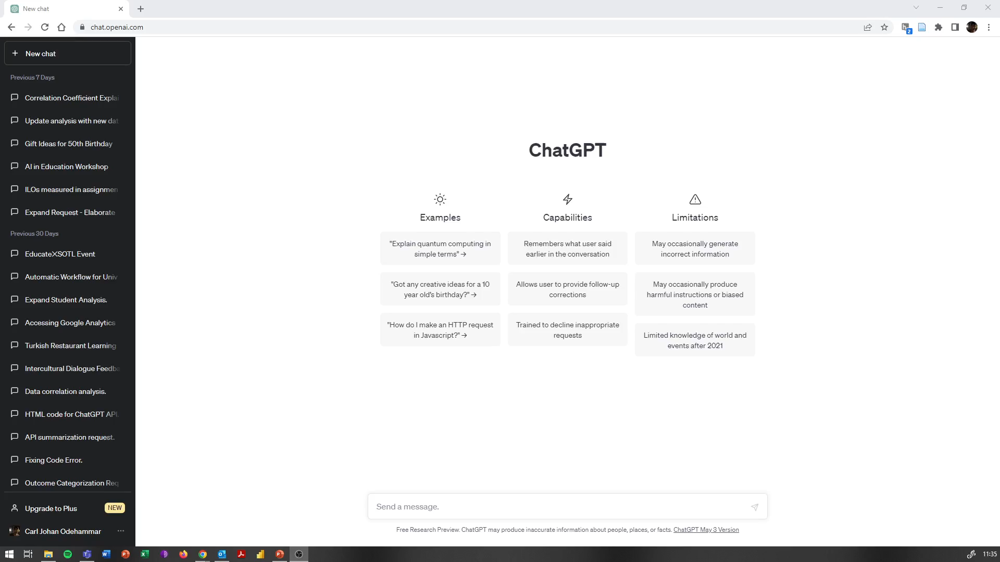 New chat
chat.openai.com
2
New chat
Previous 7 Days
Correlation Coefficient Explai
Update analysis with new dat
Gift Ideas for 50th Birthday
AI in Education Workshop
ILOs measured in assignmen
Expand Request - Elaborate
Previous 30 Days
EducateXSOTL Event
Automatic Workflow for Univ
Expand Student Analysis.
Accessing Google Analytics
Turkish Restaurant Learning
Intercultural Dialogue Feedba
Data correlation analysis.
HTML code for ChatGPT API.
API summarization request.
Fixing Code Error.
Outcome Categorization Req
Upgrade to Plus NEW
Carl Johan Odehammar
ChatGPT
Examples
"Explain quantum computing in
simple terms" →
"Got any creative ideas for a 10
year old's birthday?" →
"How do I make an HTTP request
in Javascript?" →
Capabilities
Remembers what user said
earlier in the conversation
Allows user to provide follow-up
corrections
Trained to decline inappropriate
requests
Limitations
May occasionally generate
incorrect information
May occasionally produce
harmful instructions or biased
content
Limited knowledge of world and
events after 2021
Send a message.
Free Research Preview. ChatGPT may produce inaccurate information about people, places, or facts. ChatGPT May 3 Version
11:35